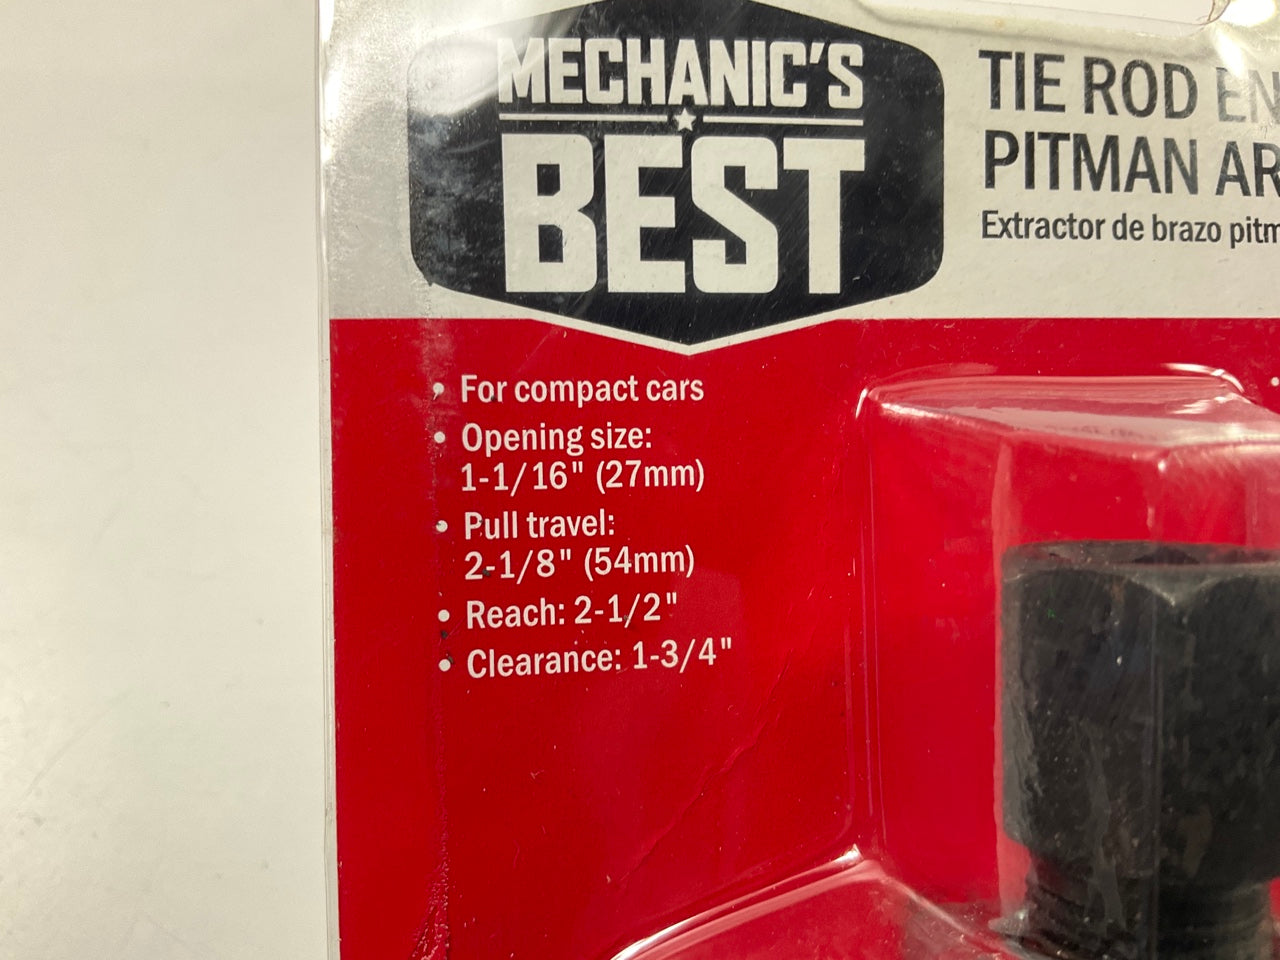 MECHANIC'S
BEST
TIE ROD EN
PITMAN AR
Extractor de brazo pitm
• For compact cars
• Opening size:
1-1/16" (27mm)
• Pull travel:
2-1/8" (54mm)
• Reach: 2-1/2"
• Clearance: 1-3/4"